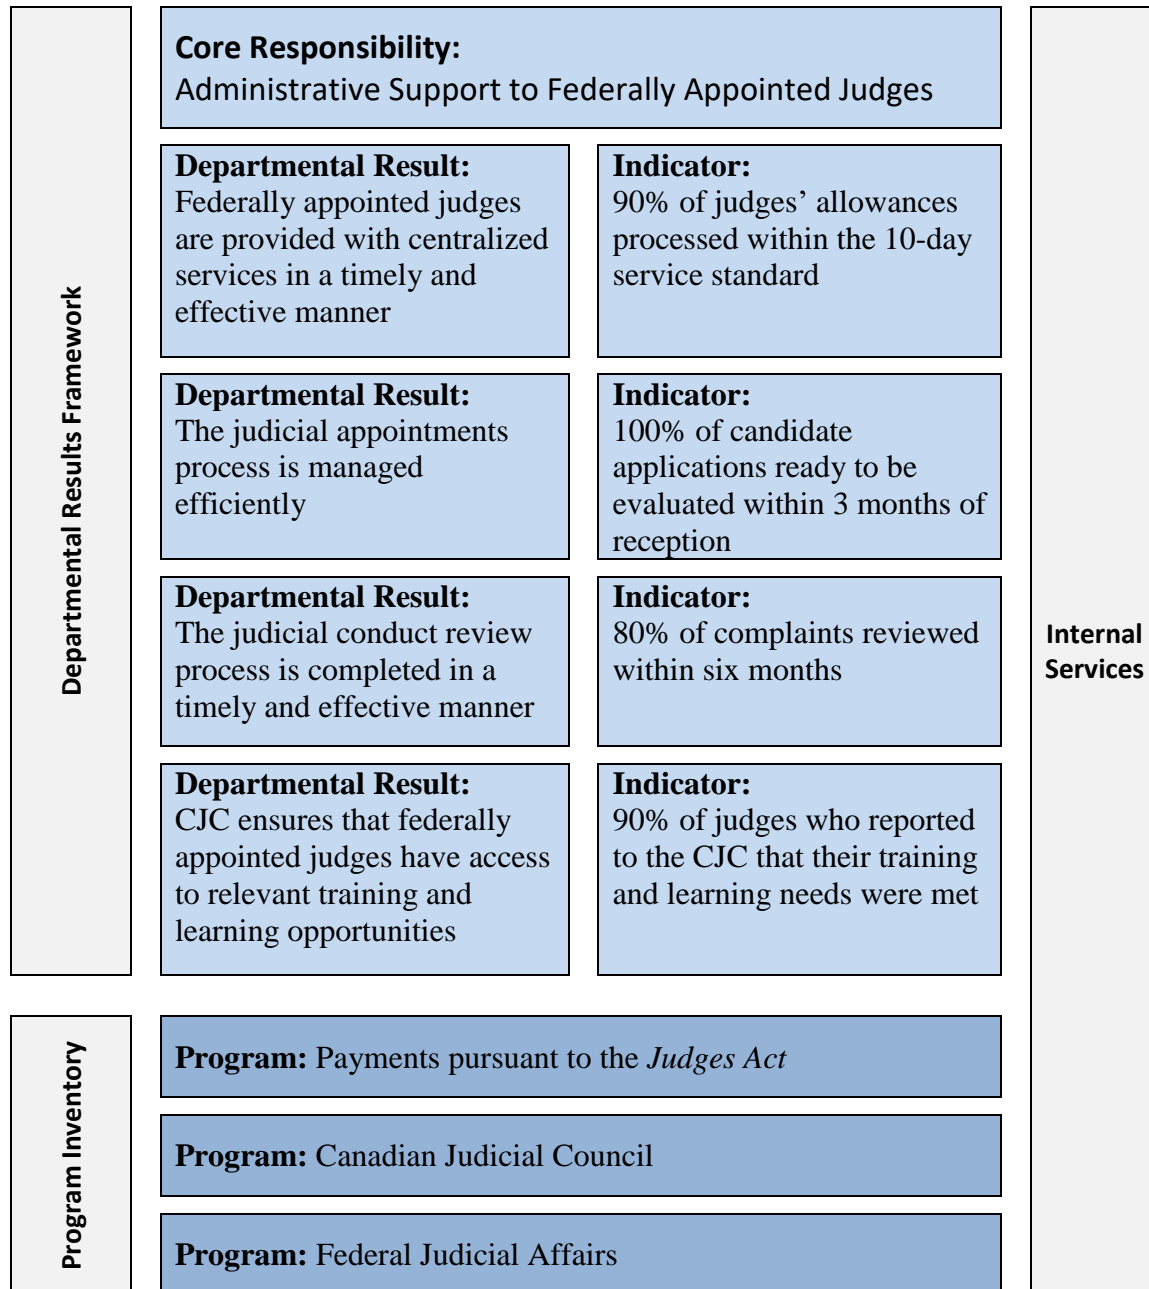 Departmental Results Framework
Core Responsibility:
Administrative Support to Federally Appointed Judges
Departmental Result:
Federally appointed judges
are provided with centralized
services in a timely and
effective manner
Indicator:
90% of judges’ allowances
processed within the 10-day
service standard
Departmental Result:
The judicial appointments
process is managed
efficiently
Indicator:
100% of candidate
applications ready to be
evaluated within 3 months of
reception
Departmental Result:
The judicial conduct review
process is completed in a
timely and effective manner
Indicator:
80% of complaints reviewed
within six months
Departmental Result:
CJC ensures that federally
appointed judges have access
to relevant training and
learning opportunities
Indicator:
90% of judges who reported
to the CJC that their training
and learning needs were met
Internal
Services
Program Inventory
Program: Payments pursuant to the Judges Act
Program: Canadian Judicial Council
Program: Federal Judicial Affairs